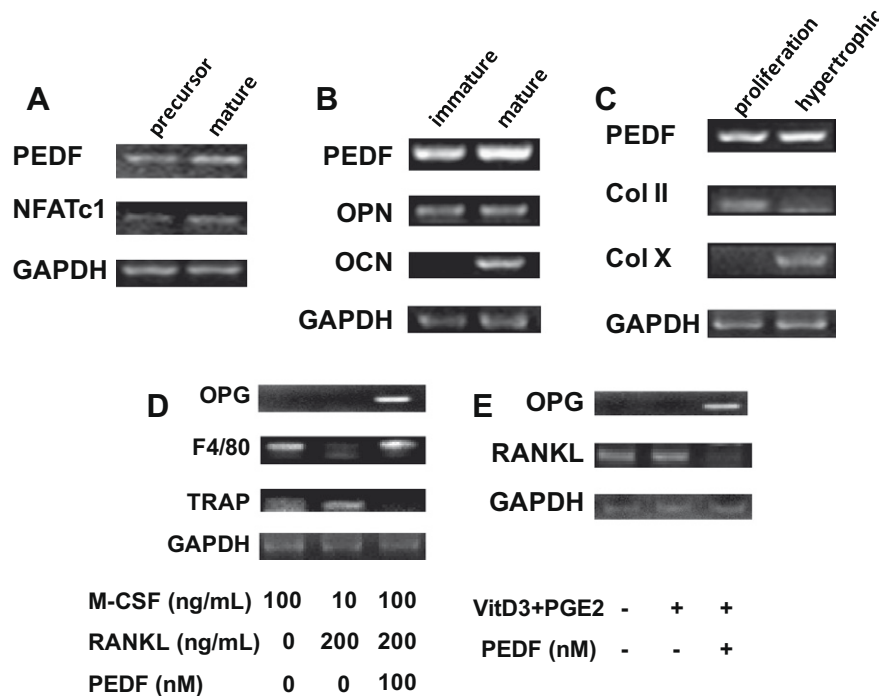 A
precursor
mature
PEDF
NFATc1
GAPDH
B
immature
mature
PEDF
OPN
OCN
GAPDH
C
proliferation
hypertrophic
PEDF
Col II
Col X
GAPDH
D
OPG
F4/80
TRAP
GAPDH
M-CSF (ng/mL) 100 10 100
RANKL (ng/mL) 0 200 200
PEDF (nM) 0 0 100
E
OPG
RANKL
GAPDH
VitD3+PGE2 - + +
PEDF (nM) - - +